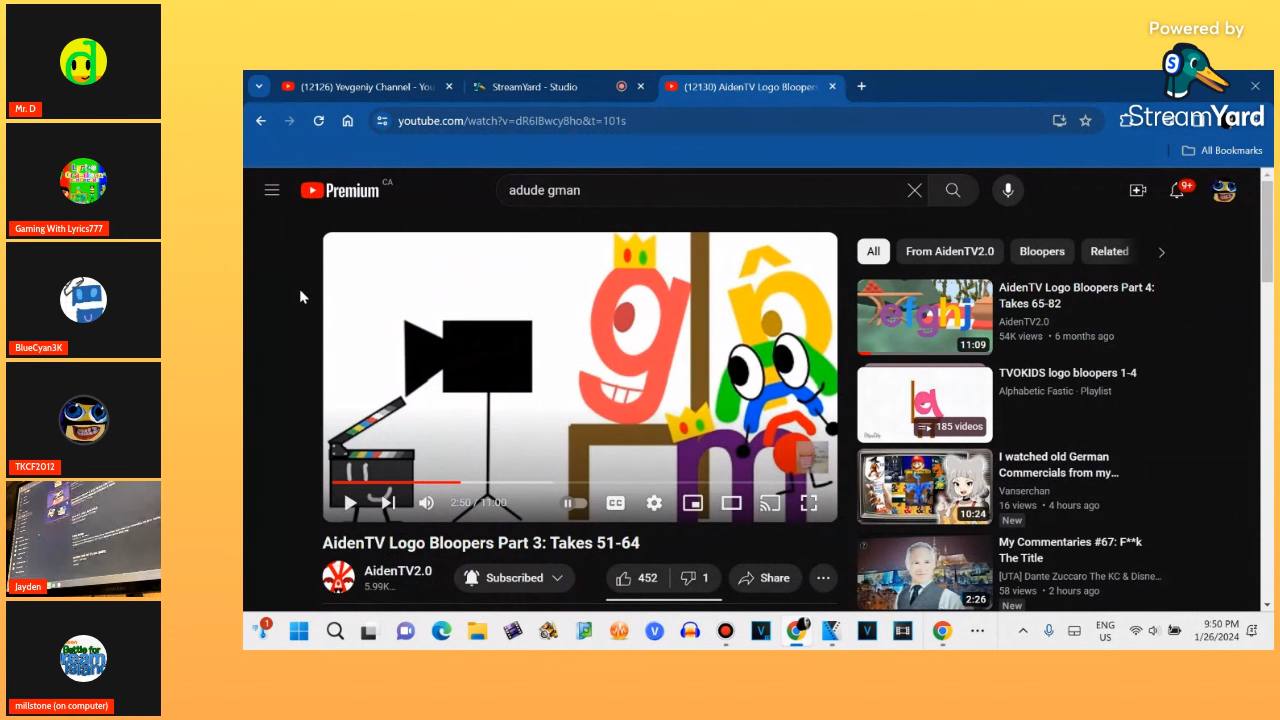 Powered by
StreamYard
Mr. D
Gaming With Lyrics777
BlueCyan3K
TKCF2012
Jayden
millstone (on computer)
(12126) Yevgeniy Channel - You
StreamYard - Studio
(12130) AidenTV Logo Bloopers
youtube.com/watch?v=dR6IBwcy8ho&t=101s
All Bookmarks
Premium CA
adude gman
9+
2:50 / 11:00
CC
AidenTV Logo Bloopers Part 3: Takes 51-64
AidenTV2.0
5.99K...
Subscribed
452
1
Share
All
From AidenTV2.0
Bloopers
Related
efghj
11:09
AidenTV Logo Bloopers Part 4:
Takes 65-82
AidenTV2.0
54K views • 6 months ago
185 videos
TVOKIDS logo bloopers 1-4
Alphabetic Fastic · Playlist
10:24
I watched old German
Commercials from my...
Vanserchan
16 views • 4 hours ago
New
2:26
My Commentaries #67: F**k
The Title
[UTA] Dante Zuccaro The KC & Disne...
58 views • 2 hours ago
New
1
ENG
US
9:50 PM
1/26/2024